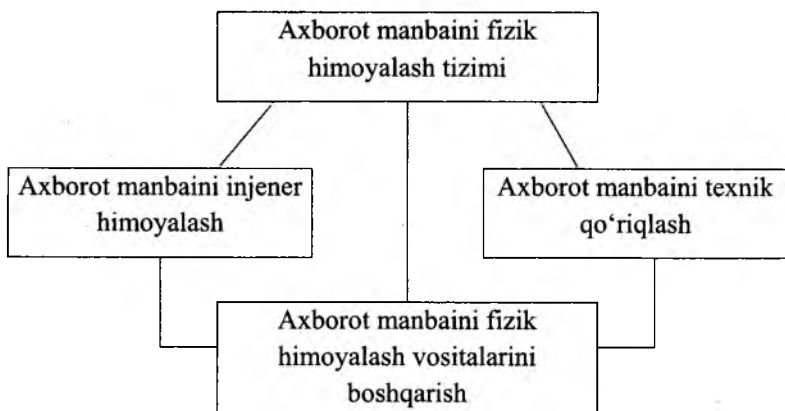 Axborot manbaini fizik
himoyalash tizimi
Axborot manbaini injener
himoyalash
Axborot manbaini texnik
qo‘riqlash
Axborot manbaini fizik
himoyalash vositalarini
boshqarish